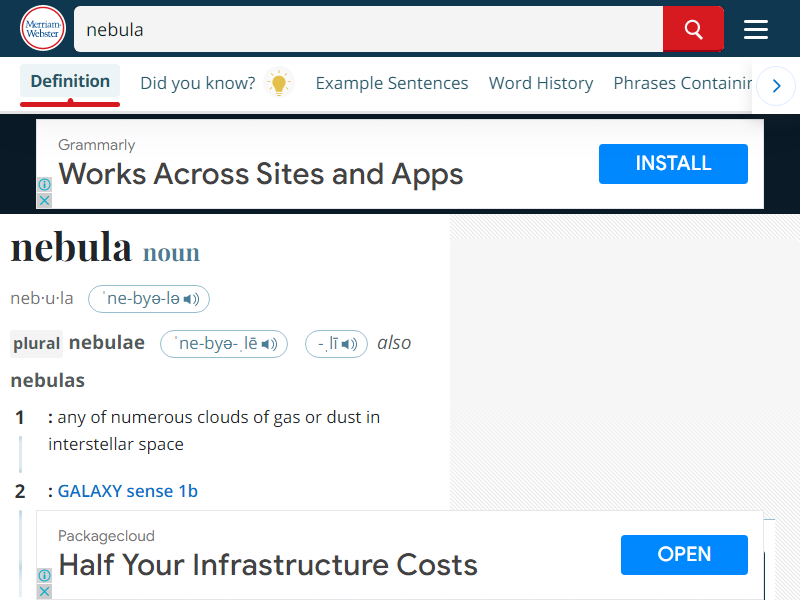 Merriam-
Webster
nebula
Definition Did you know? Example Sentences Word History Phrases Containin
Grammarly
Works Across Sites and Apps
INSTALL
nebula noun
neb·u·la ˈne-byə-lə
plural nebulae ˈne-byə-ˌlē -ˌlī also
nebulas
1 : any of numerous clouds of gas or dust in
interstellar space
2 : GALAXY sense 1b
Packagecloud
Half Your Infrastructure Costs
OPEN